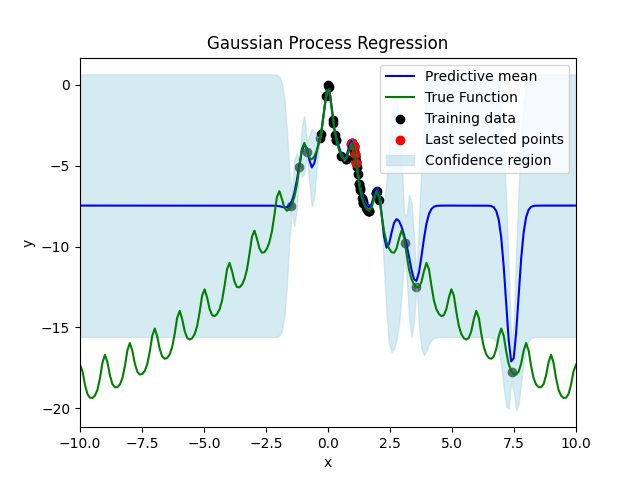 Gaussian Process Regression
Predictive mean
True Function
Training data
Last selected points
Confidence region
y
0
−5
−10
−15
−20
−10.0 −7.5 −5.0 −2.5 0.0 2.5 5.0 7.5 10.0
x